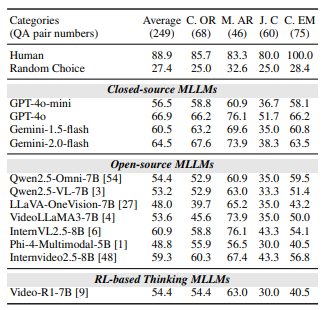 Categories Average C. OR M. AR J. C C. EM
(QA pair numbers) (249) (68) (46) (60) (75)
Human 88.9 85.7 83.3 80.0 100.0
Random Choice 27.4 25.0 32.6 25.0 28.4
Closed-source MLLMs
GPT-4o-mini 56.5 58.8 60.9 36.7 58.1
GPT-4o 66.9 66.2 76.1 51.7 66.2
Gemini-1.5-flash 60.5 63.2 69.6 35.0 60.8
Gemini-2.0-flash 64.5 67.6 73.9 38.3 63.5
Open-source MLLMs
Qwen2.5-Omni-7B [54] 54.4 52.9 60.9 35.0 59.5
Qwen2.5-VL-7B [3] 53.2 52.9 63.0 33.3 51.4
LLaVA-OneVision-7B [27] 48.0 39.7 65.2 35.0 43.2
VideoLLaMA3-7B [4] 53.6 45.6 73.9 35.0 50.0
InternVL2.5-8B [6] 60.9 58.8 76.1 43.3 54.1
Phi-4-Multimodal-5B [1] 48.8 55.9 56.5 30.0 40.5
Internvideo2.5-8B [48] 59.3 60.3 67.4 43.3 56.8
RL-based Thinking MLLMs
Video-R1-7B [9] 54.4 54.4 63.0 30.0 40.5